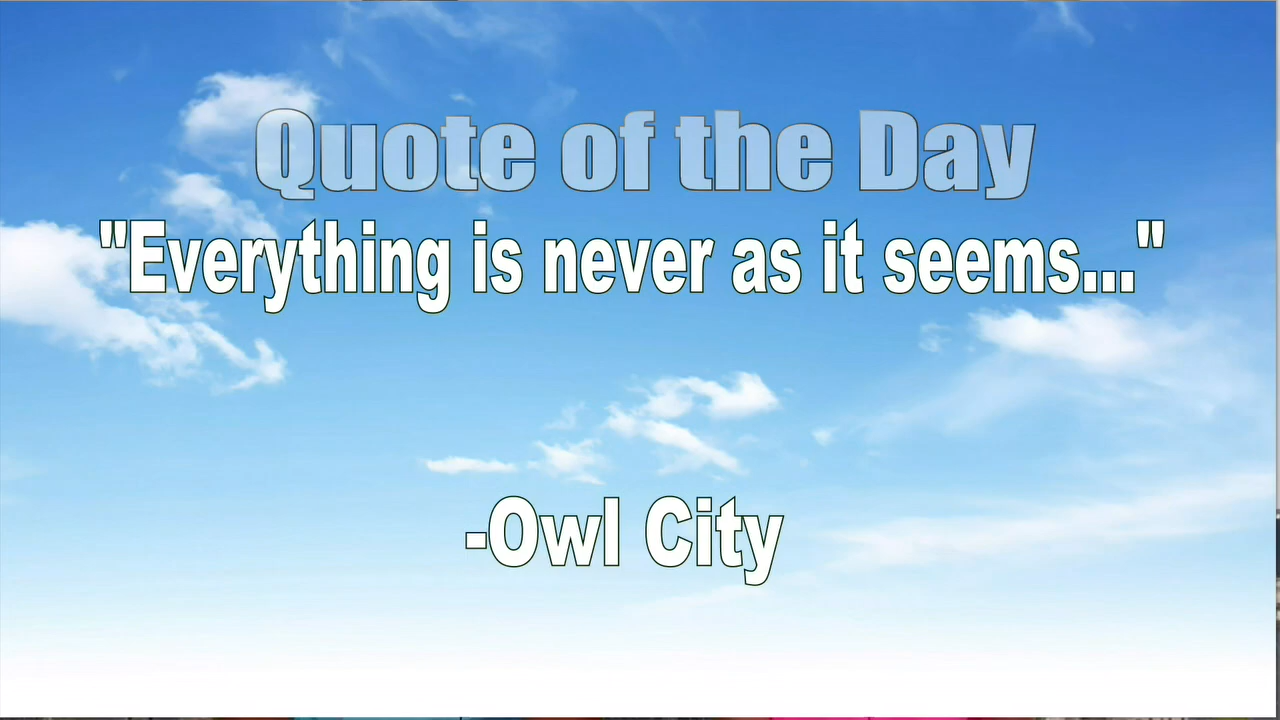 Quote of the Day
"Everything is never as it seems..."
-Owl City